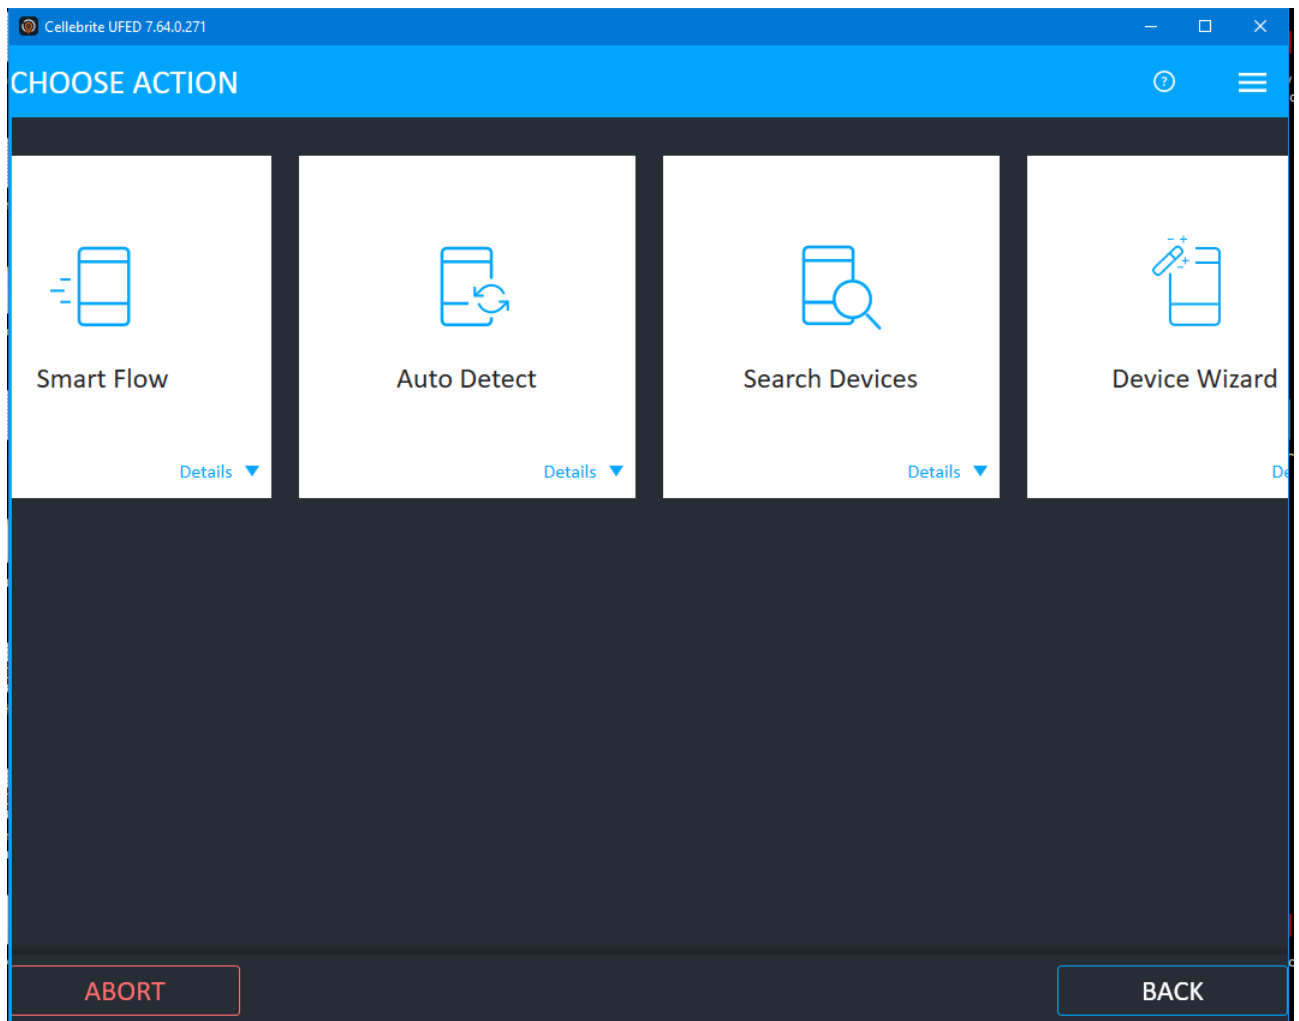 Cellebrite UFED 7.64.0.271
CHOOSE ACTION
Smart Flow
Auto Detect
Search Devices
Device Wizard
Details
Details
Details
ABORT
BACK